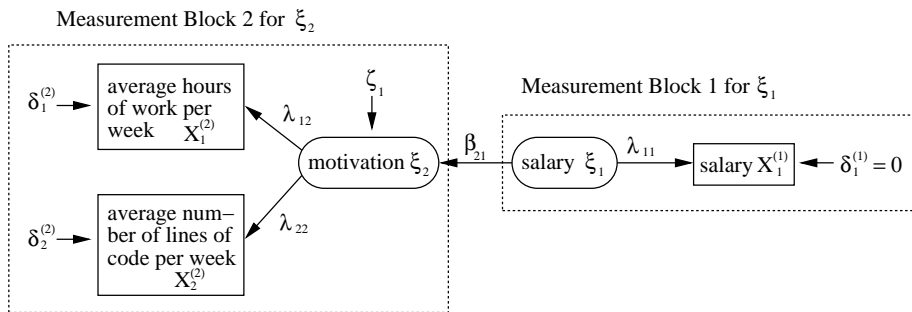 Measurement Block 2 for ξ₂
Measurement Block 1 for ξ₁
δ₁⁽²⁾
average hours
of work per
week X₁⁽²⁾
λ₁₂
ζ₁
motivation ξ₂
β₂₁
salary ξ₁
λ₁₁
salary X₁⁽¹⁾
δ₁⁽¹⁾ = 0
δ₂⁽²⁾
average num–
ber of lines of
code per week
X₂⁽²⁾
λ₂₂